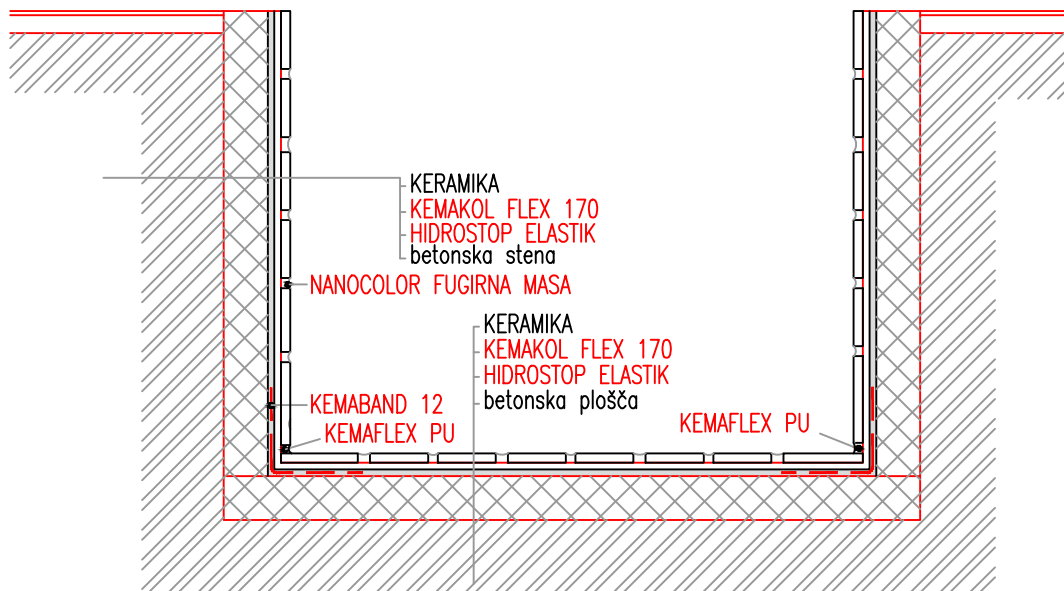 KERAMIKA
KEMAKOL FLEX 170
HIDROSTOP ELASTIK
betonska stena
NANOCOLOR FUGIRNA MASA
KERAMIKA
KEMAKOL FLEX 170
HIDROSTOP ELASTIK
betonska plošča
KEMABAND 12
KEMAFLEX PU
KEMAFLEX PU